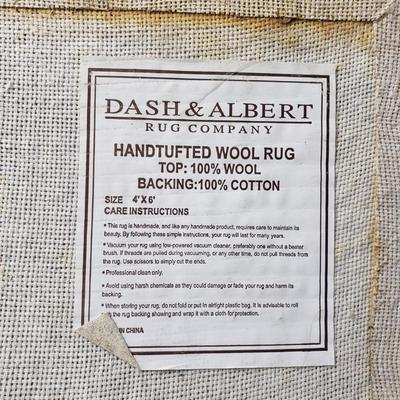 DASH & ALBERT
RUG COMPANY
HANDTUFTED WOOL RUG
TOP: 100% WOOL
BACKING:100% COTTON
SIZE 4'X 6'
CARE INSTRUCTIONS
• This rug is handmade, and like any handmade product, requires care to maintain its
beauty. By following these simple instructions, your rug will last for many years.
• Vacuum your rug using low-powered vacuum cleaner, preferably one without a beater
brush. If threads are pulled during vacuuming, or any other time, do not pull threads from
the rug. Use scissors to simply cut the ends.
• Professional clean only.
• Avoid using harsh chemicals as they could damage or fade your rug and harm its
backing.
• When storing your rug, do not fold or put in airtight plastic bag. It is advisable to roll
the rug backing showing and wrap it with a cloth for protection.
IN CHINA